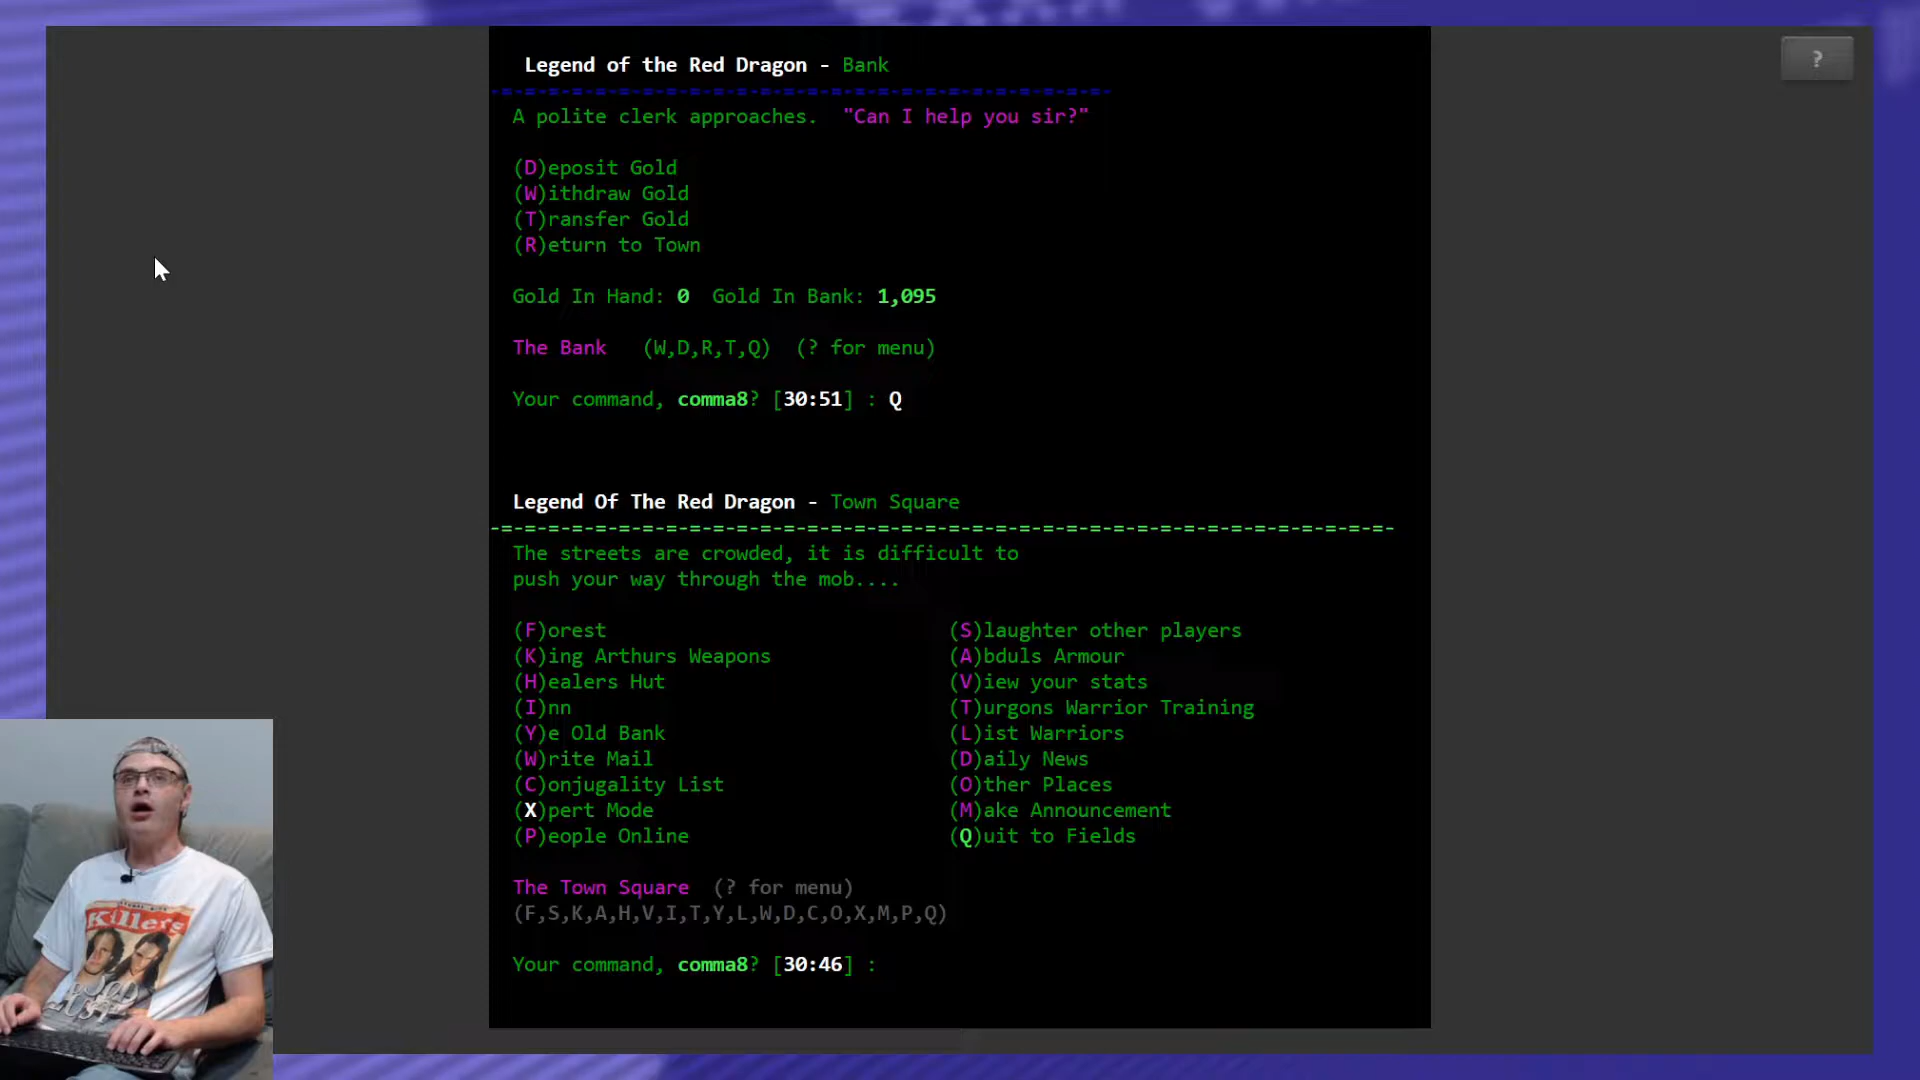 ?
Legend of the Red Dragon - Bank
-=-=-=-=-=-=-=-=-=-=-=-=-=-=-=-=-=-=-=-=-=-=-=-=-=-=-
A polite clerk approaches.  "Can I help you sir?"
(D)eposit Gold
(W)ithdraw Gold
(T)ransfer Gold
(R)eturn to Town
Gold In Hand: 0  Gold In Bank: 1,095
The Bank   (W,D,R,T,Q)  (? for menu)
Your command, comma8? [30:51] : Q
Legend Of The Red Dragon - Town Square
-=-=-=-=-=-=-=-=-=-=-=-=-=-=-=-=-=-=-=-=-=-=-=-=-=-=-=-=-=-=-=-=-=-=-=-=-=-=-
The streets are crowded, it is difficult to
push your way through the mob....
(F)orest (S)laughter other players
(K)ing Arthurs Weapons (A)bduls Armour
(H)ealers Hut (V)iew your stats
(I)nn (T)urgons Warrior Training
(Y)e Old Bank (L)ist Warriors
(W)rite Mail (D)aily News
(C)onjugality List (O)ther Places
(X)pert Mode (M)ake Announcement
(P)eople Online (Q)uit to Fields
The Town Square  (? for menu)
(F,S,K,A,H,V,I,T,Y,L,W,D,C,O,X,M,P,Q)
Your command, comma8? [30:46] :
Killers